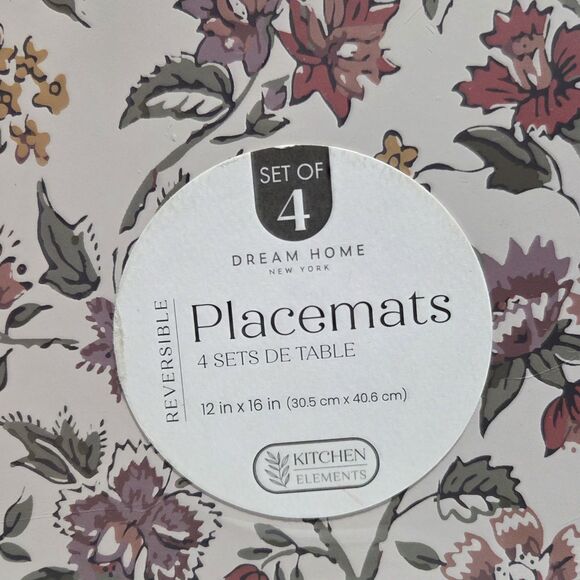 SET OF
4
DREAM HOME
NEW YORK
REVERSIBLE
Placemats
4 SETS DE TABLE
12 in x 16 in (30.5 cm x 40.6 cm)
KITCHEN
ELEMENTS